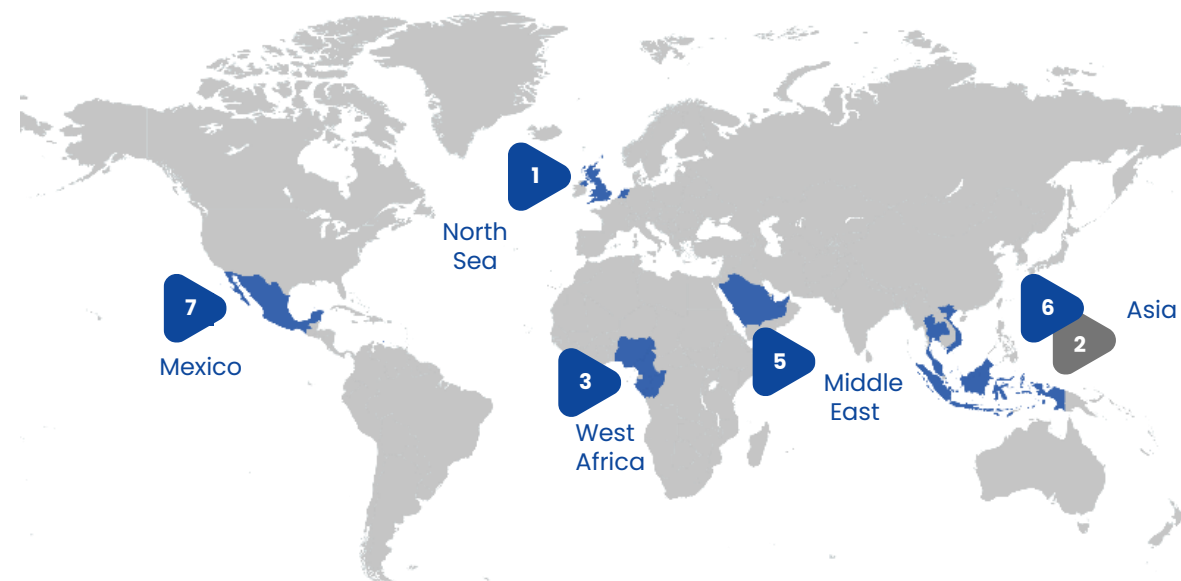 1
North
Sea
7
Mexico
3
West
Africa
5
Middle
East
6
2
Asia